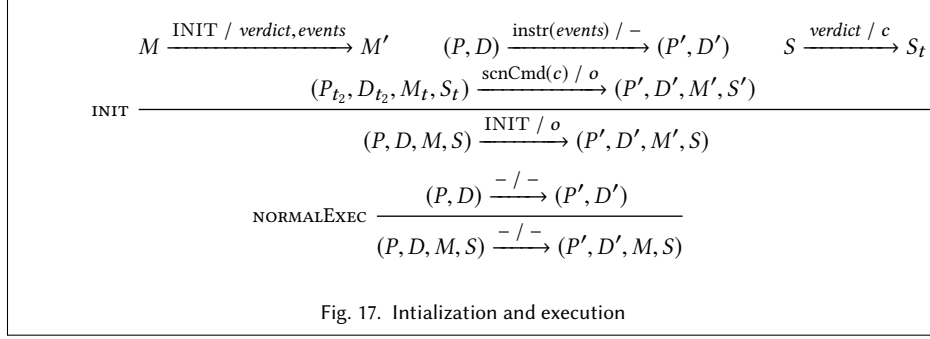 M —INIT / verdict, events→ M′ (P, D) —instr(events) / −→ (P′, D′) S —verdict / c→ S_t
(P_{t_2}, D_{t_2}, M_t, S_t) —scnCmd(c) / o→ (P′, D′, M′, S′)
INIT
(P, D, M, S) —INIT / o→ (P′, D′, M′, S)
(P, D) —− / −→ (P′, D′)
NORMALEXEC
(P, D, M, S) —− / −→ (P′, D′, M, S)
Fig. 17. Intialization and execution